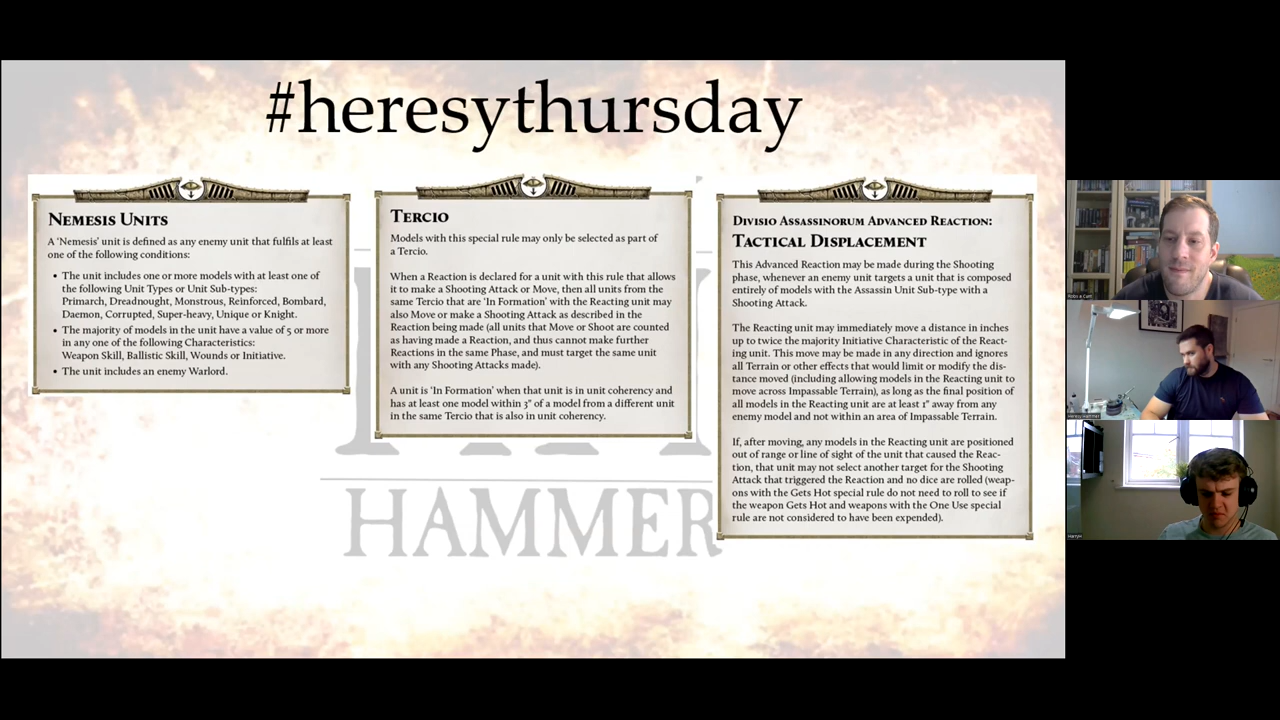 #heresythursday
NEMESIS UNITS
A ‘Nemesis’ unit is defined as any enemy unit that fulfils at least
one of the following conditions:
• The unit includes one or more models with at least one of
the following Unit Types or Unit Sub-types:
Primarch, Dreadnought, Monstrous, Reinforced, Bombard,
Daemon, Corrupted, Super-heavy, Unique or Knight.
• The majority of models in the unit have a value of 5 or more
in any one of the following Characteristics:
Weapon Skill, Ballistic Skill, Wounds or Initiative.
• The unit includes an enemy Warlord.
TERCIO
Models with this special rule may only be selected as part of
a Tercio.
When a Reaction is declared for a unit with this rule that allows
it to make a Shooting Attack or Move, then all units from the
same Tercio that are ‘In Formation’ with the Reacting unit may
also Move or make a Shooting Attack as described in the
Reaction being made (all units that Move or Shoot are counted
as having made a Reaction, and thus cannot make further
Reactions in the same Phase, and must target the same unit
with any Shooting Attacks made).
A unit is ‘In Formation’ when that unit is in unit coherency and
has at least one model within 3" of a model from a different unit
in the same Tercio that is also in unit coherency.
DIVISIO ASSASSINORUM ADVANCED REACTION:
TACTICAL DISPLACEMENT
This Advanced Reaction may be made during the Shooting
phase, whenever an enemy unit targets a unit that is composed
entirely of models with the Assassin Unit Sub-type with a
Shooting Attack.
The Reacting unit may immediately move a distance in inches
up to twice the majority Initiative Characteristic of the React-
ing unit. This move may be made in any direction and ignores
all Terrain or other effects that would limit or modify the dis-
tance moved (including allowing models in the Reacting unit to
move across Impassable Terrain), as long as the final position of
all models in the Reacting unit are at least 1" away from any
enemy model and not within an area of Impassable Terrain.
If, after moving, any models in the Reacting unit are positioned
out of range or line of sight of the unit that caused the Reac-
tion, that unit may not select another target for the Shooting
Attack that triggered the Reaction and no dice are rolled (weap-
ons with the Gets Hot special rule do not need to roll to see if
the weapon Gets Hot and weapons with the One Use special
rule are not considered to have been expended).
HAMMER
Heresy Hammer